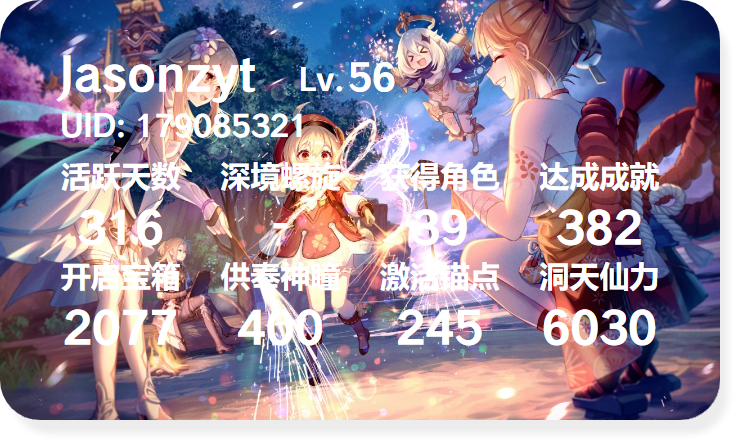 Jasonzyt Lv.56
UID: 179085321
活跃天数 深境螺旋 获得角色 达成成就
316 - 39 382
开启宝箱 供奉神瞳 激活锚点 洞天仙力
2077 400 245 6030